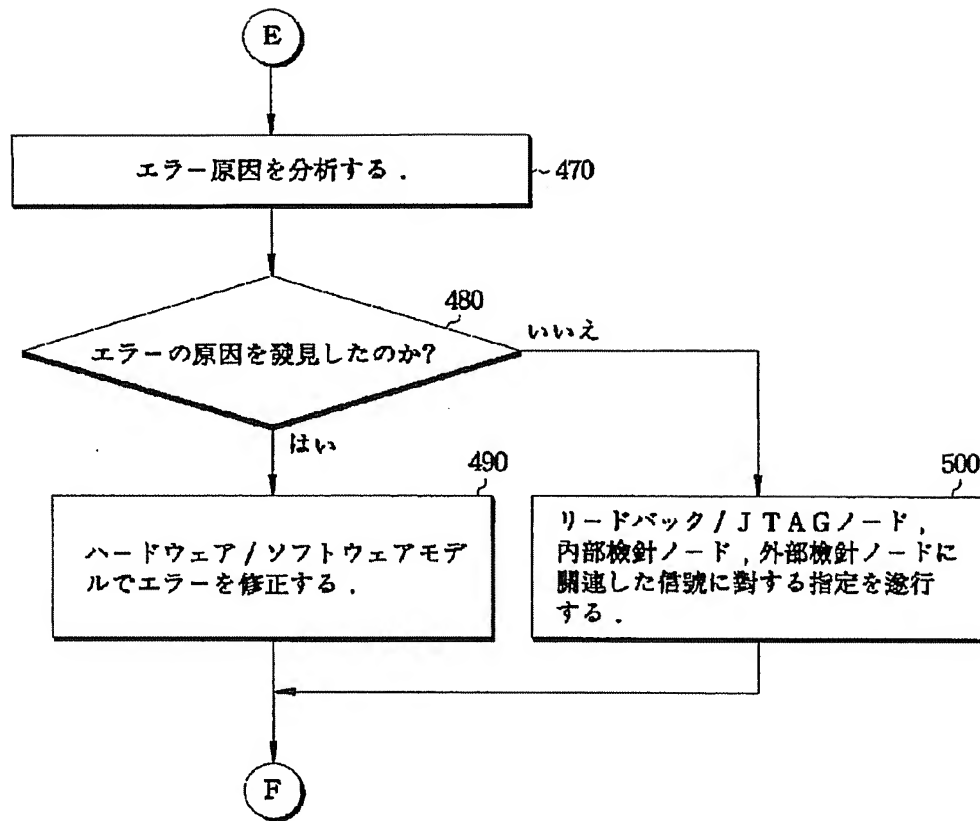 E
エラー原因を分析する.
470
480
エラーの原因を發見したのか?
いいえ
はい
490
ハードウェア/ソフトウェアモデ
ルでエラーを修正する.
500
リードバック/JTAGノード,
內部檢針ノード,外部檢針ノードに
關連した信號に對する指定を遂行
する.
F